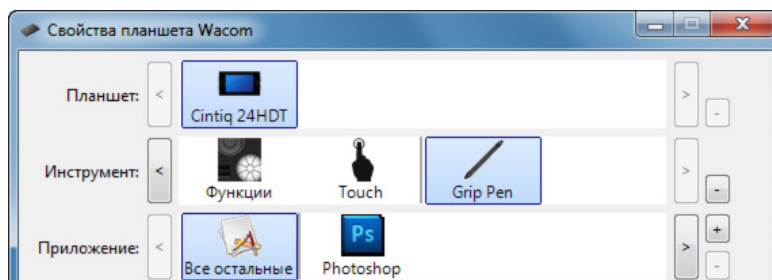 Свойства планшета Wacom
Планшет: < Cintiq 24HDT > -
Инструмент: < Функции Touch Grip Pen > -
Приложение: < Все остальные Ps Photoshop > + -